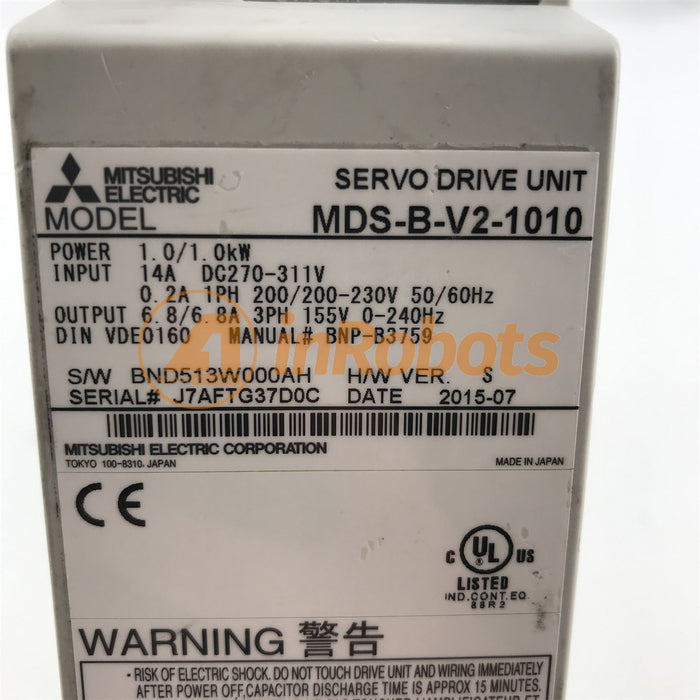 MITSUBISHI
ELECTRIC
SERVO DRIVE UNIT
MODEL MDS-B-V2-1010
POWER 1.0/1.0kW
INPUT 14A DC270-311V
0.2A 1PH 200/200-230V 50/60Hz
OUTPUT 6.8/6.8A 3PH 155V 0-240Hz
DIN VDE0160 MANUAL# BNP-B3759
inRobots
S/W BND513W000AH H/W VER. S
SERIAL# J7AFTG37D0C DATE 2015-07
MITSUBISHI ELECTRIC CORPORATION
TOKYO 100-8310, JAPAN MADE IN JAPAN
CE
C UL US
LISTED
IND.CONT.EQ.
88R2
WARNING 警告
• RISK OF ELECTRIC SHOCK. DO NOT TOUCH DRIVE UNIT AND WIRING IMMEDIATELY
AFTER POWER OFF,CAPACITOR DISCHARGE TIME IS APPROX 15 MINUTES.